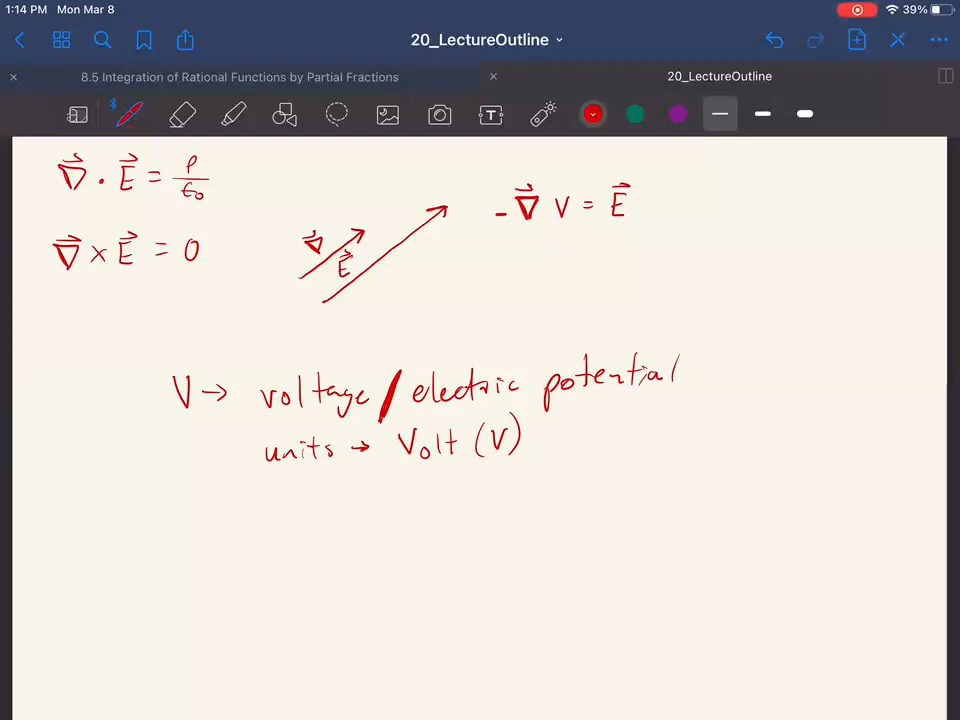 1:14 PM Mon Mar 8
39%
20_LectureOutline
8.5 Integration of Rational Functions by Partial Fractions
20_LectureOutline
T
∇⃗ · E⃗ = ρ/ε₀
∇⃗ × E⃗ = 0
∇⃗
E⃗
-∇⃗ V = E⃗
V → voltage / electric potential
units → Volt (V)